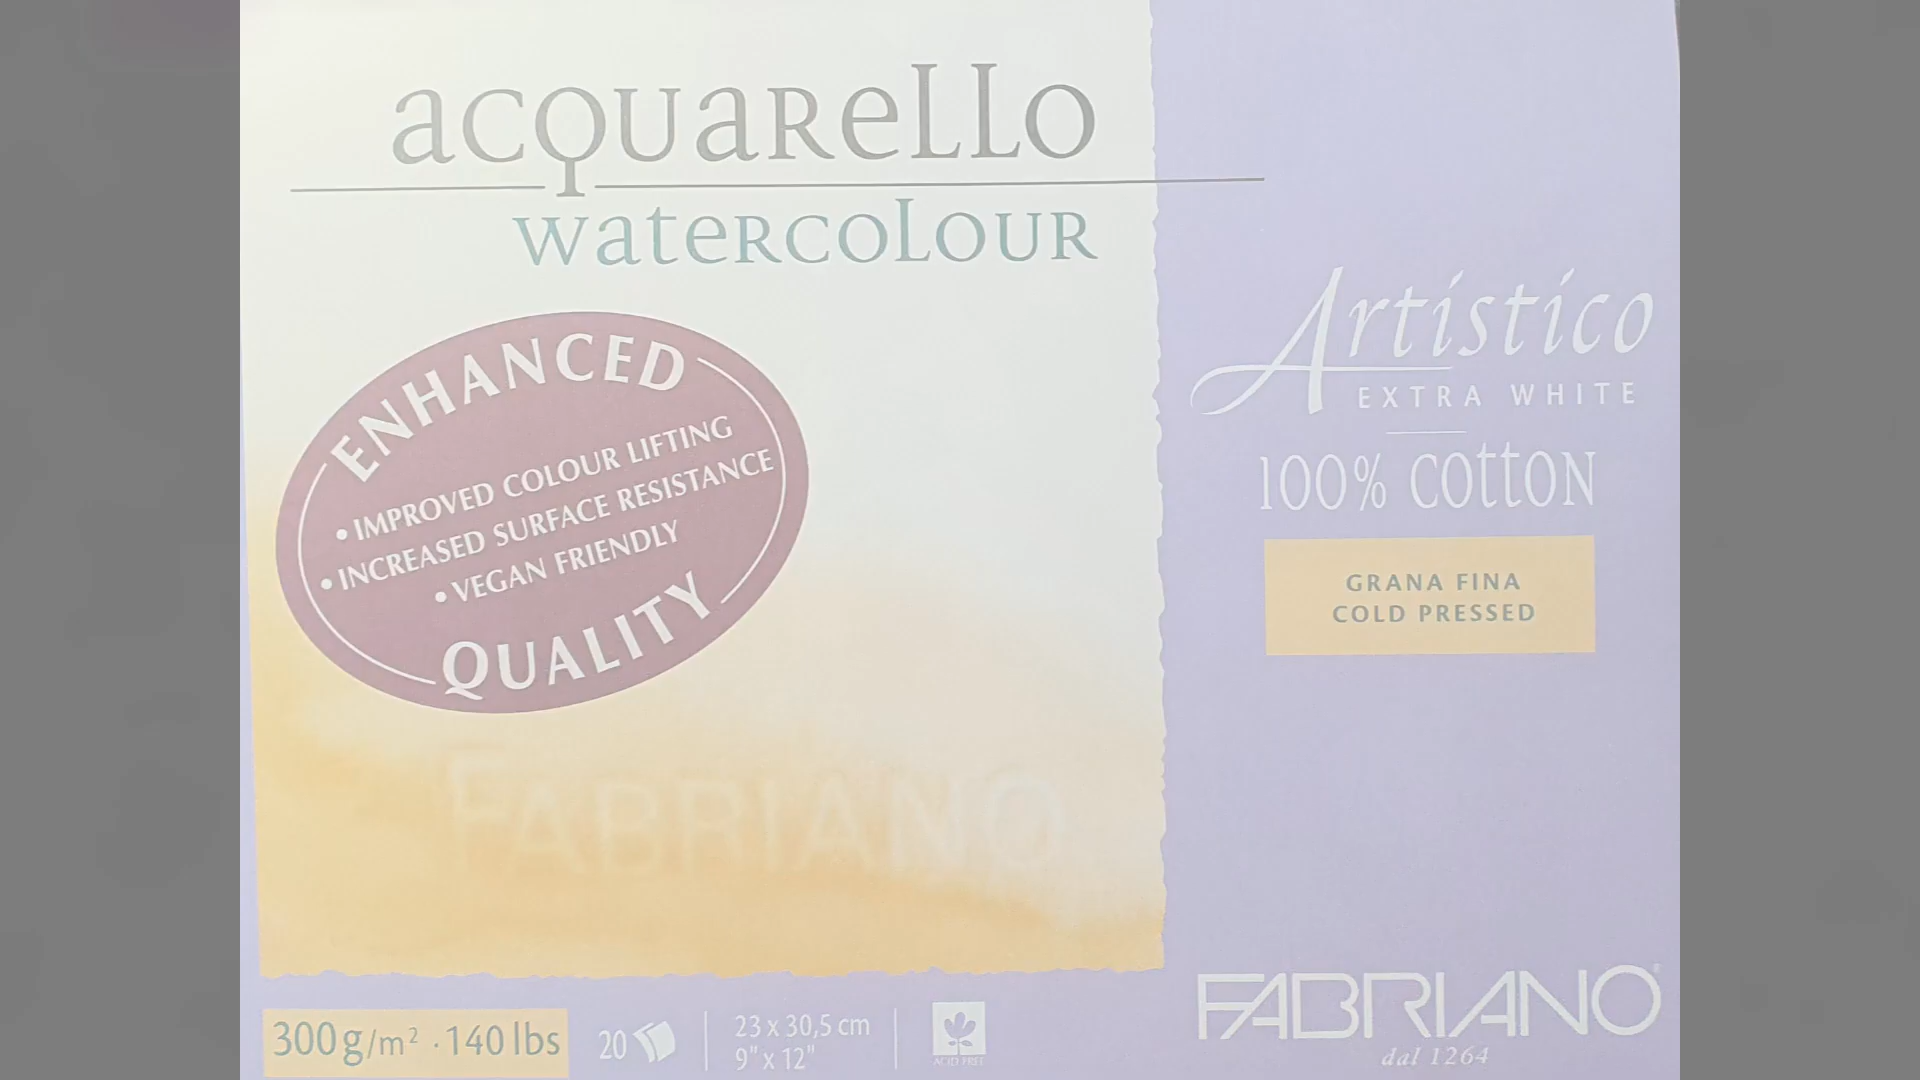 acquarello
watercolour
ENHANCED
• IMPROVED COLOUR LIFTING
• INCREASED SURFACE RESISTANCE
• VEGAN FRIENDLY
QUALITY
FABRIANO
Artistico
EXTRA WHITE
100% COTTON
GRANA FINA
COLD PRESSED
300 g/m² · 140 lbs
20
23 x 30,5 cm
9" x 12"
ACID FREE
FABRIANO®
dal 1264